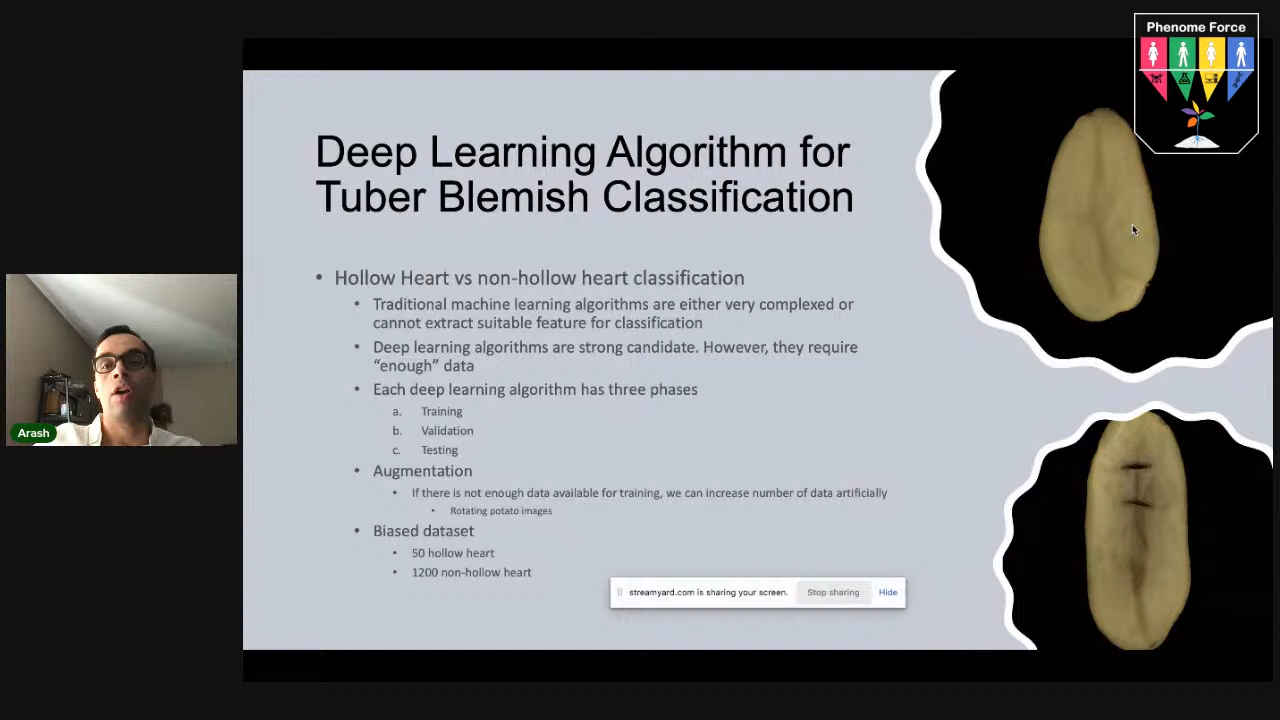 Phenome Force
Deep Learning Algorithm for
Tuber Blemish Classification
• Hollow Heart vs non-hollow heart classification
• Traditional machine learning algorithms are either very complexed or
cannot extract suitable feature for classification
• Deep learning algorithms are strong candidate. However, they require
“enough” data
• Each deep learning algorithm has three phases
a. Training
b. Validation
c. Testing
• Augmentation
• If there is not enough data available for training, we can increase number of data artificially
• Rotating potato images
• Biased dataset
• 50 hollow heart
• 1200 non-hollow heart
streamyard.com is sharing your screen. Stop sharing Hide
Arash